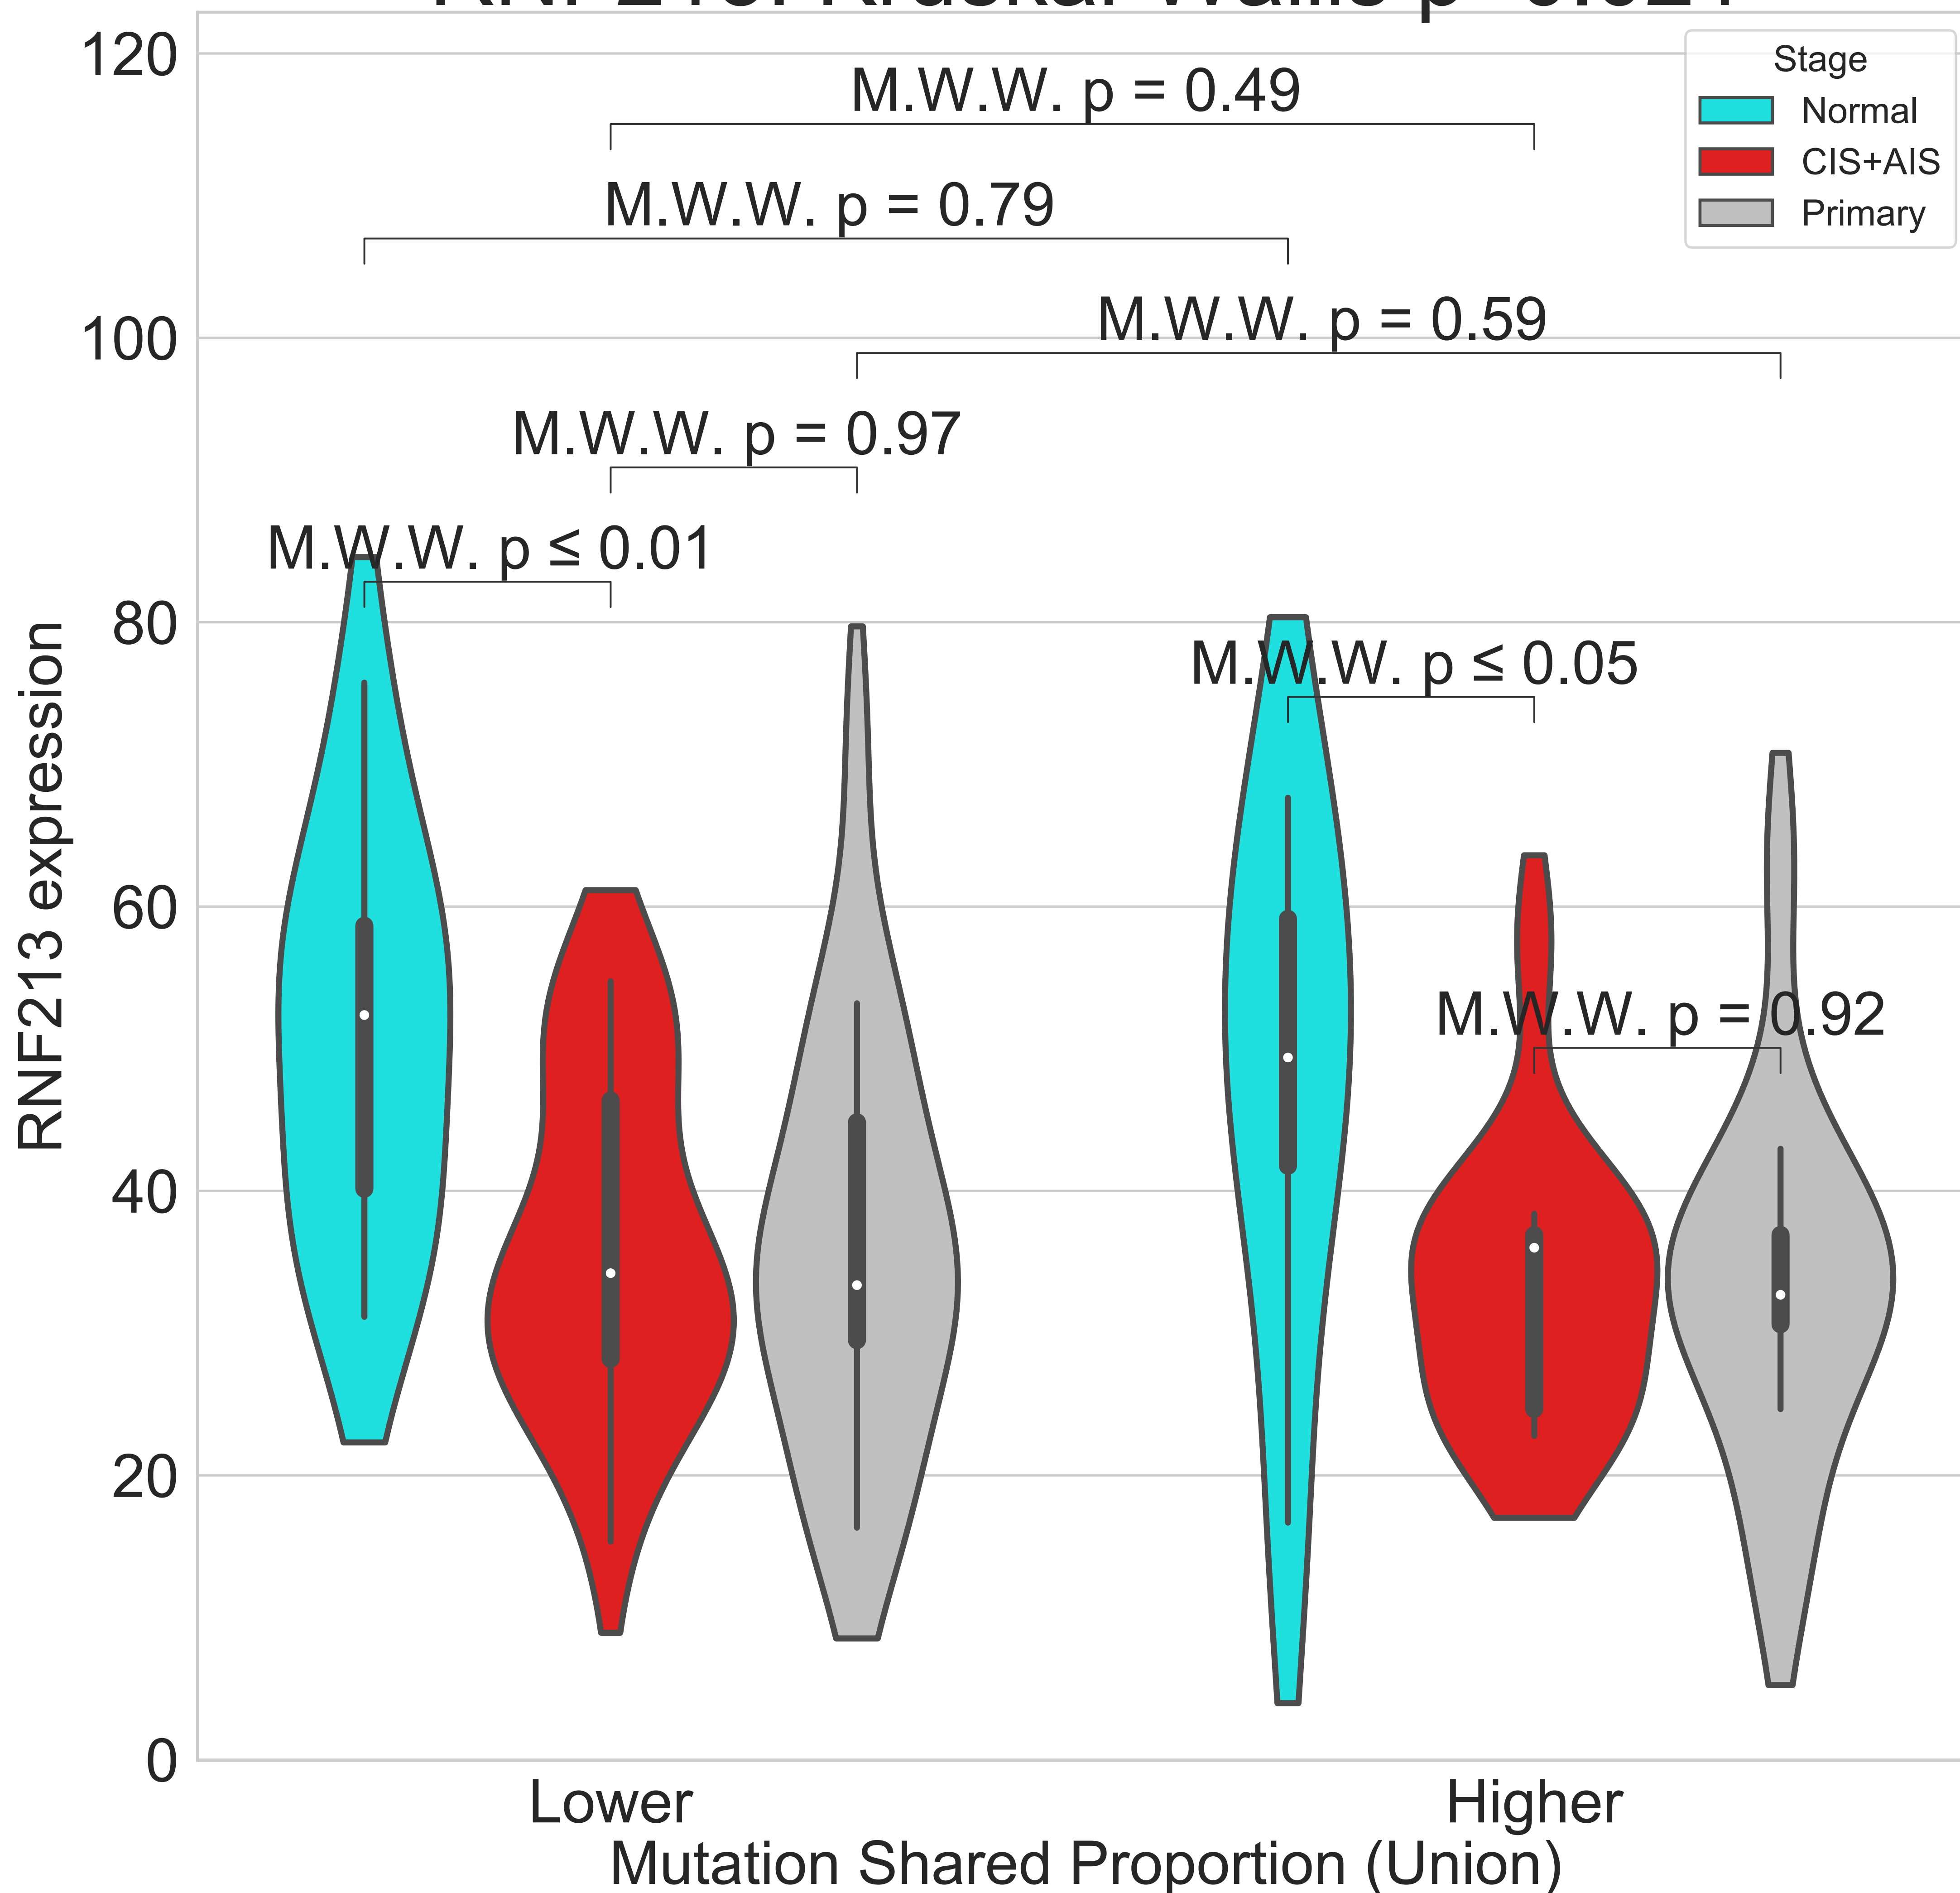 120
100
80
60
40
20
0
RNF213 expression
M.W.W. p = 0.49
M.W.W. p = 0.79
M.W.W. p = 0.59
M.W.W. p = 0.97
M.W.W. p ≤ 0.01
M.W.W. p ≤ 0.05
M.W.W. p = 0.92
Stage
Normal
CIS+AIS
Primary
Lower
Higher
Mutation Shared Proportion (Union)